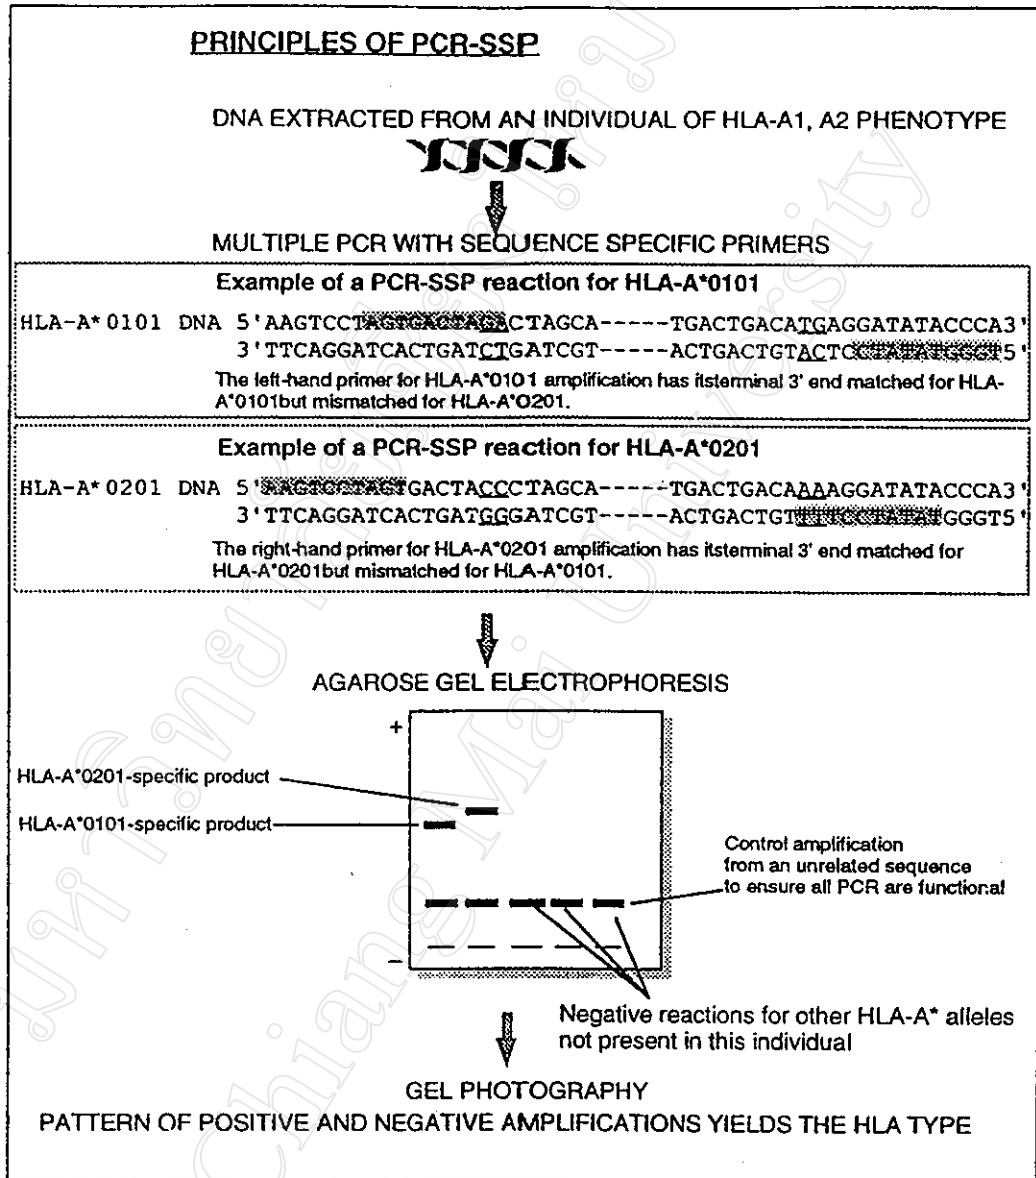 PRINCIPLES OF PCR-SSP
DNA EXTRACTED FROM AN INDIVIDUAL OF HLA-A1, A2 PHENOTYPE
MULTIPLE PCR WITH SEQUENCE SPECIFIC PRIMERS
Example of a PCR-SSP reaction for HLA-A*0101
HLA-A*0101 DNA 5'AAGTCCTAGTGACTAGACTAGCA-----TGACTGACATGAGGATATACCCA3'
3'TTCAGGATCACTGATCTGATCGT-----ACTGACTGTACTCCTATATGGGT5'
The left-hand primer for HLA-A*0101 amplification has itsterminal 3' end matched for HLA-
A*0101but mismatched for HLA-A*0201.
Example of a PCR-SSP reaction for HLA-A*0201
HLA-A*0201 DNA 5'AAGTCCTAGTGACTACCCTAGCA-----TGACTGACAAAAGGATATACCCA3'
3'TTCAGGATCACTGATGGGATCGT-----ACTGACTGTTTTCCTATATGGGT5'
The right-hand primer for HLA-A*0201 amplification has itsterminal 3' end matched for
HLA-A*0201but mismatched for HLA-A*0101.
AGAROSE GEL ELECTROPHORESIS
+
HLA-A*0201-specific product
HLA-A*0101-specific product
Control amplification
from an unrelated sequence
to ensure all PCR are functional
−
Negative reactions for other HLA-A* alleles
not present in this individual
GEL PHOTOGRAPHY
PATTERN OF POSITIVE AND NEGATIVE AMPLIFICATIONS YIELDS THE HLA TYPE
Chiang Mai University